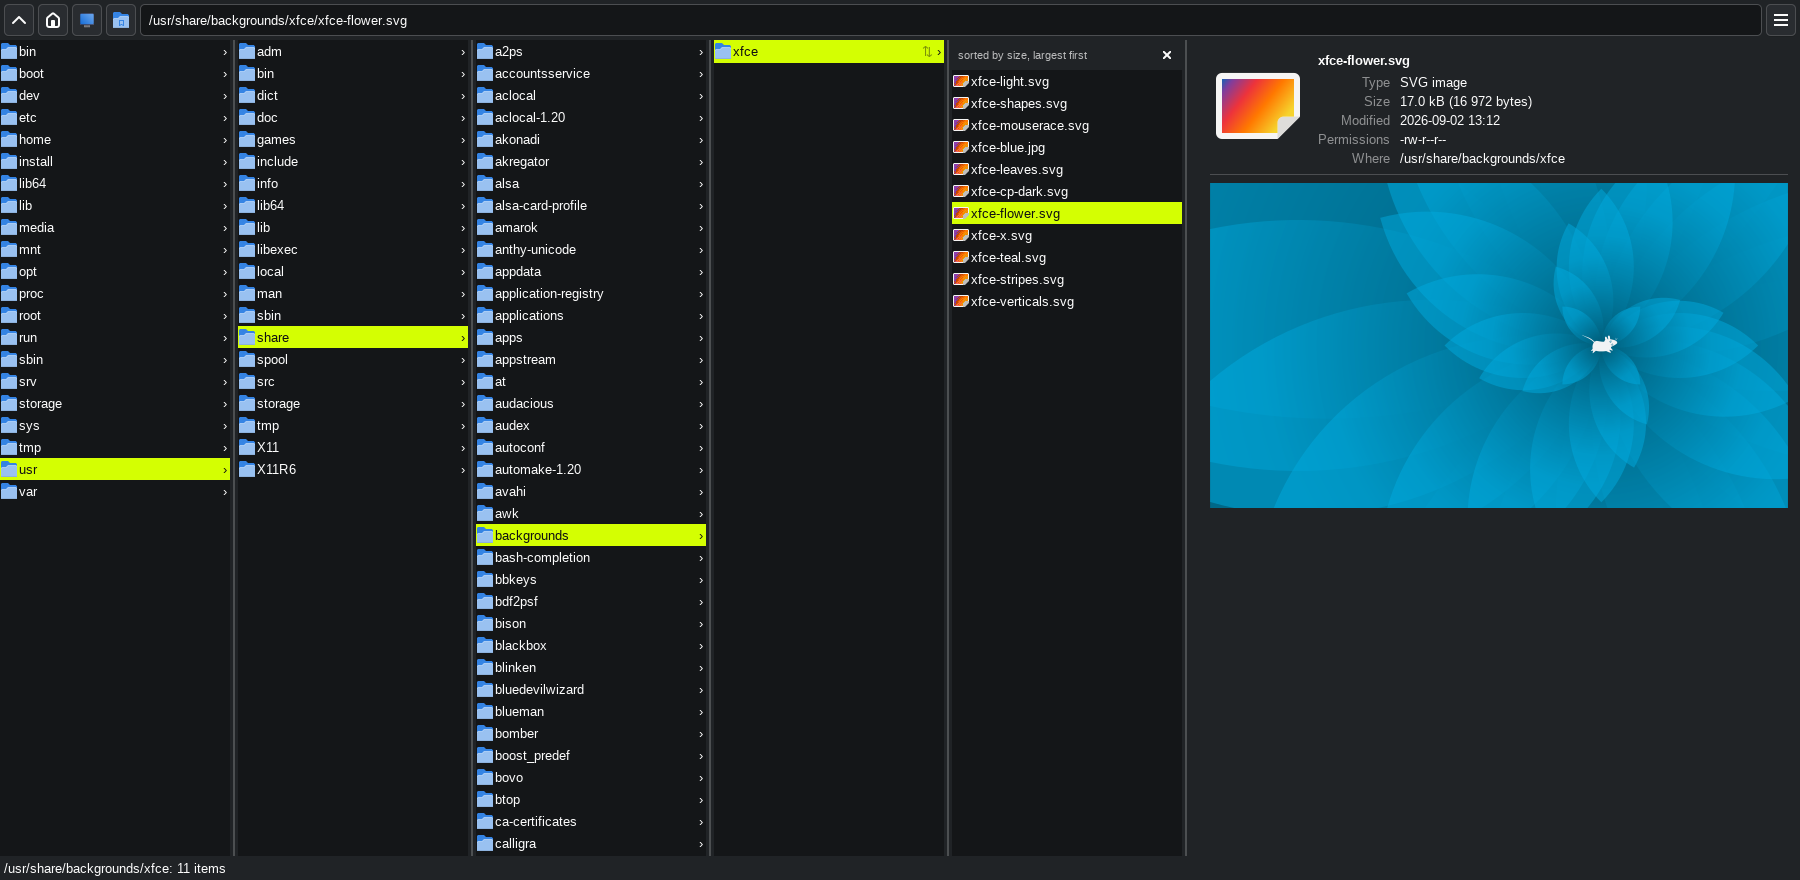 /usr/share/backgrounds/xfce/xfce-flower.svg
bin
boot
dev
etc
home
install
lib64
lib
media
mnt
opt
proc
root
run
sbin
srv
storage
sys
tmp
usr
var
adm
bin
dict
doc
games
include
info
lib64
lib
libexec
local
man
sbin
share
spool
src
storage
tmp
X11
X11R6
a2ps
accountsservice
aclocal
aclocal-1.20
akonadi
akregator
alsa
alsa-card-profile
amarok
anthy-unicode
appdata
application-registry
applications
apps
appstream
at
audacious
audex
autoconf
automake-1.20
avahi
awk
backgrounds
bash-completion
bbkeys
bdf2psf
bison
blackbox
blinken
bluedevilwizard
blueman
bomber
boost_predef
bovo
btop
ca-certificates
calligra
xfce
sorted by size, largest first
xfce-light.svg
xfce-shapes.svg
xfce-mouserace.svg
xfce-blue.jpg
xfce-leaves.svg
xfce-cp-dark.svg
xfce-flower.svg
xfce-x.svg
xfce-teal.svg
xfce-stripes.svg
xfce-verticals.svg
xfce-flower.svg
Type SVG image
Size 17.0 kB (16 972 bytes)
Modified 2026-09-02 13:12
Permissions -rw-r--r--
Where /usr/share/backgrounds/xfce
/usr/share/backgrounds/xfce: 11 items